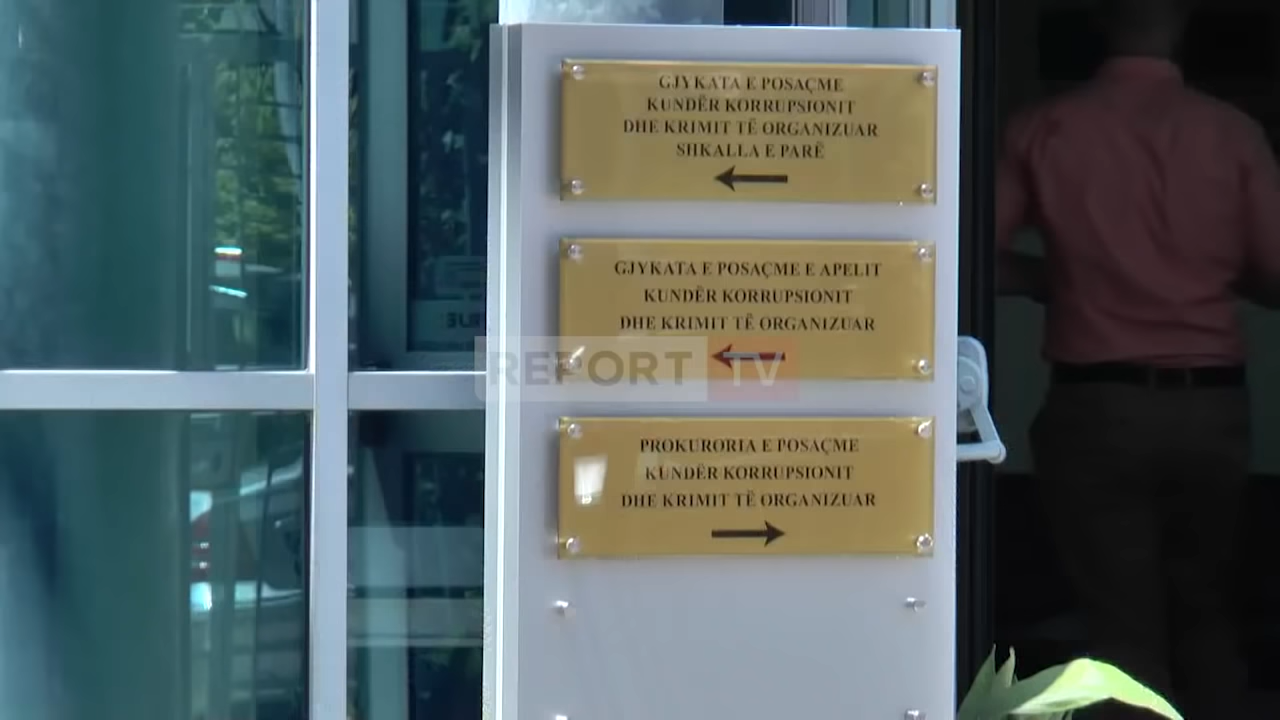 GJYKATA E POSAÇME
KUNDËR KORRUPSIONIT
DHE KRIMIT TË ORGANIZUAR
SHKALLA E PARË
GJYKATA E POSAÇME E APELIT
KUNDËR KORRUPSIONIT
DHE KRIMIT TË ORGANIZUAR
REPORT TV
PROKURORIA E POSAÇME
KUNDËR KORRUPSIONIT
DHE KRIMIT TË ORGANIZUAR